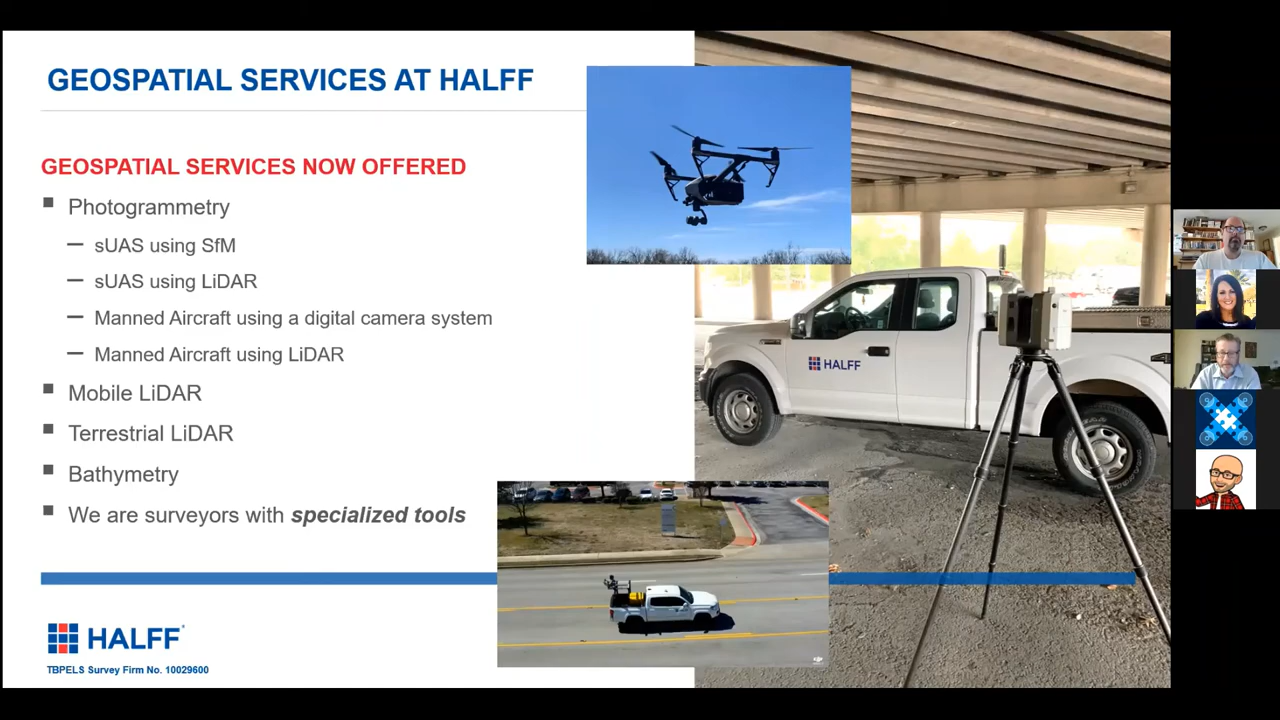 GEOSPATIAL SERVICES AT HALFF
GEOSPATIAL SERVICES NOW OFFERED
Photogrammetry
sUAS using SfM
sUAS using LiDAR
Manned Aircraft using a digital camera system
Manned Aircraft using LiDAR
Mobile LiDAR
Terrestrial LiDAR
Bathymetry
We are surveyors with specialized tools
HALFF
HALFF
TBPELS Survey Firm No. 10029600